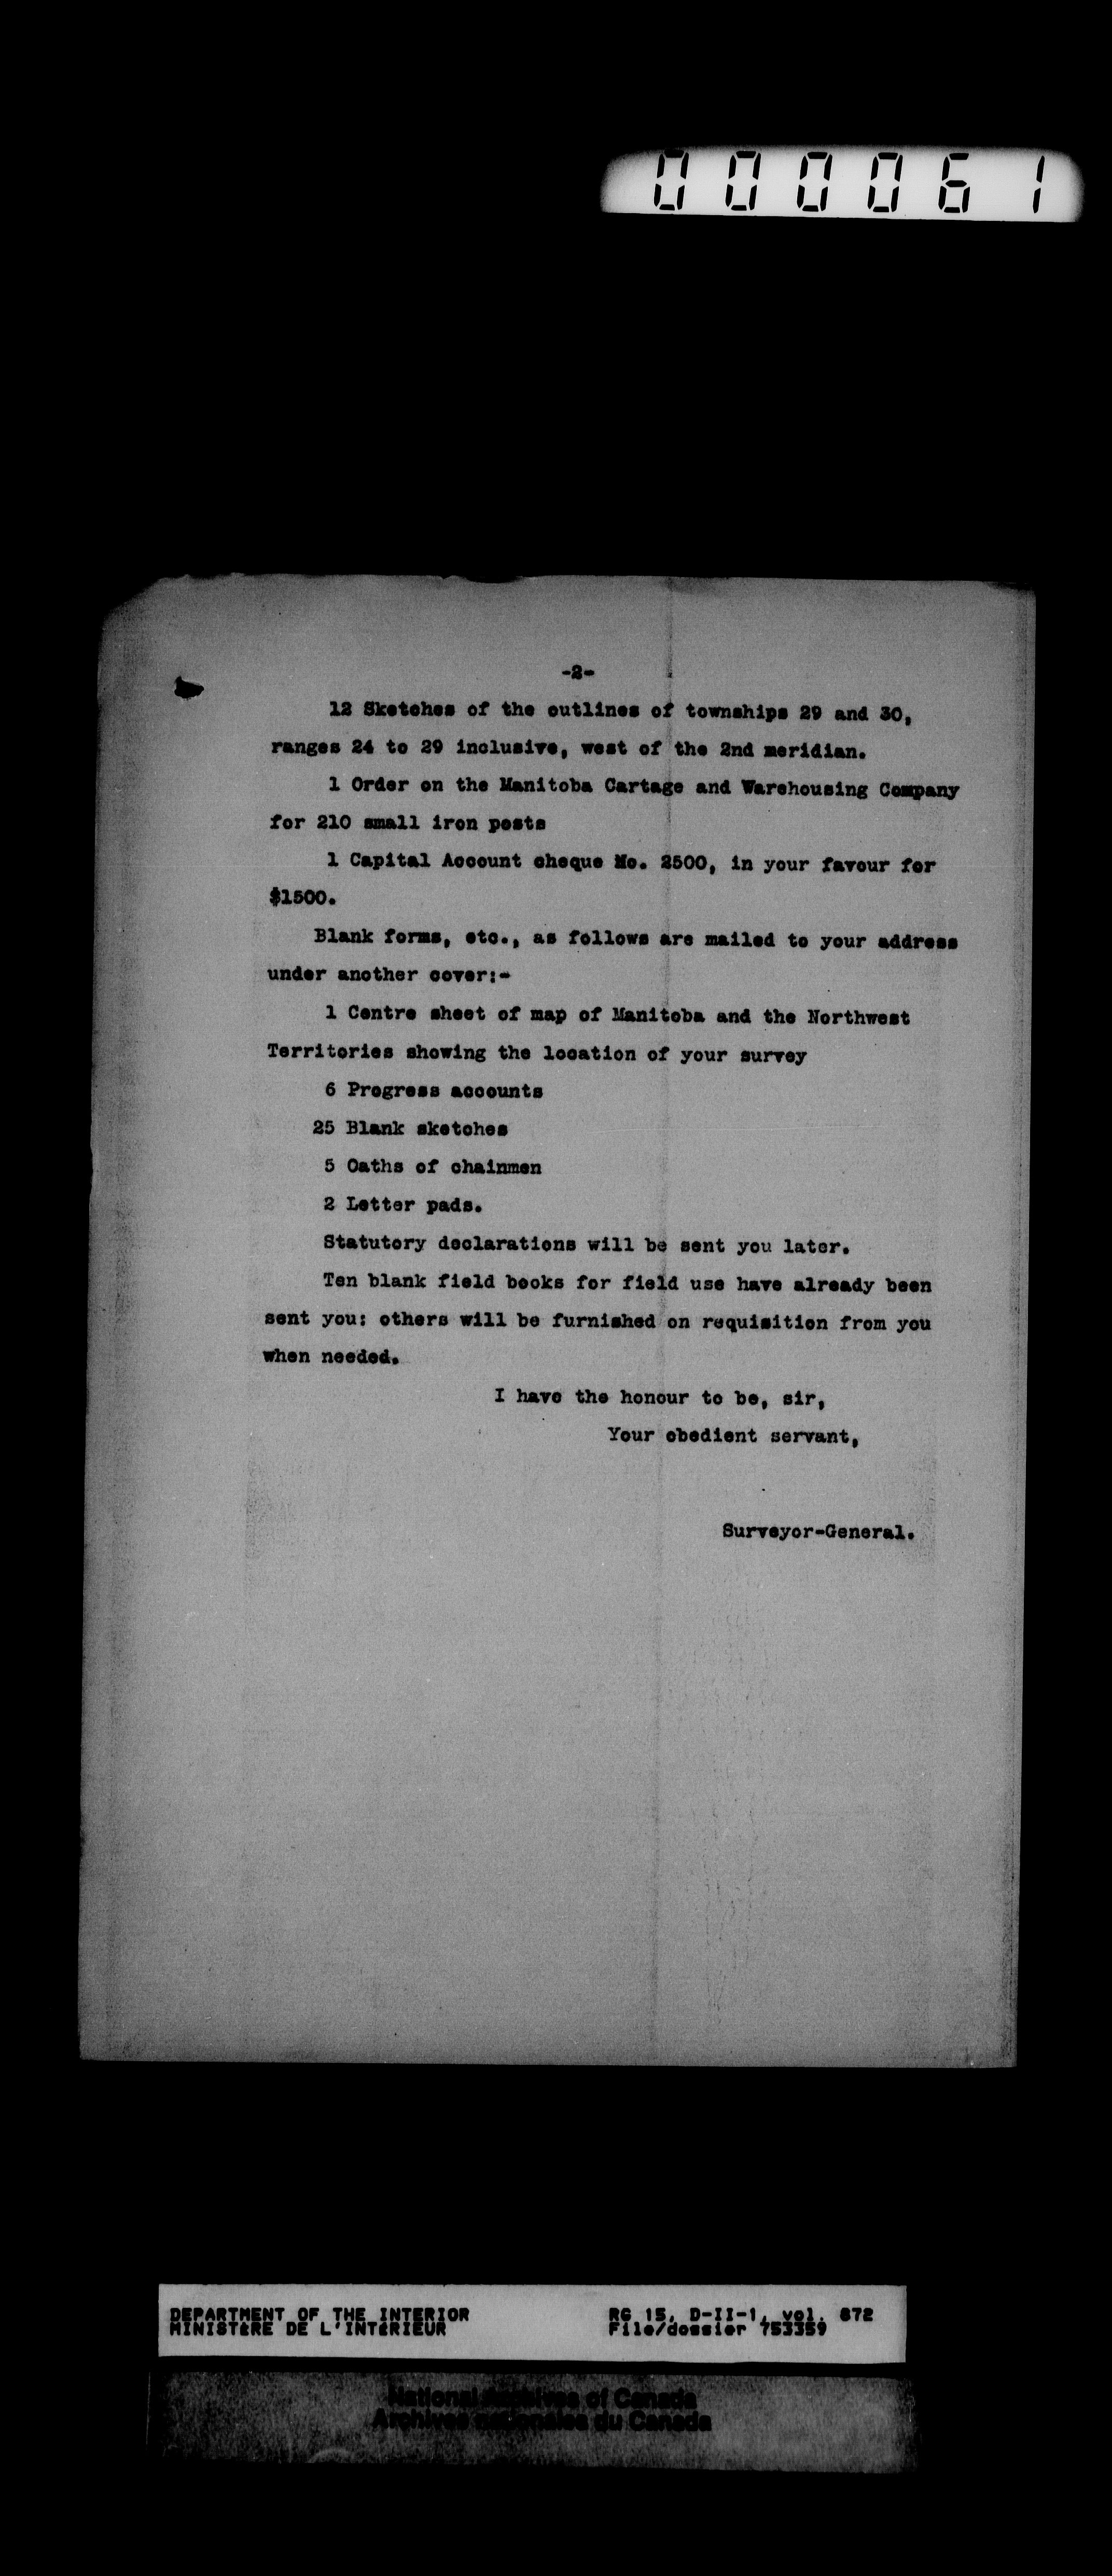 000061
-2-
12 Sketches of the outlines of townships 29 and 30,
ranges 24 to 29 inclusive, west of the 2nd meridian.
1 Order on the Manitoba Cartage and Warehousing Company
for 210 small iron posts
1 Capital Account cheque No. 2500, in your favour for
$1500.
Blank forms, etc., as follows are mailed to your address
under another cover:-
1 Centre sheet of map of Manitoba and the Northwest
Territories showing the location of your survey
6 Progress accounts
25 Blank sketches
5 Oaths of chainmen
2 Letter pads.
Statutory declarations will be sent you later.
Ten blank field books for field use have already been
sent you: others will be furnished on requisition from you
when needed.
I have the honour to be, sir,
Your obedient servant,
Surveyor-General.
DEPARTMENT OF THE INTERIOR
MINISTÈRE DE L'INTÉRIEUR
RG 15, D-II-1, vol. 872
File/dossier 753359
National Archives of Canada
Archives nationales du Canada